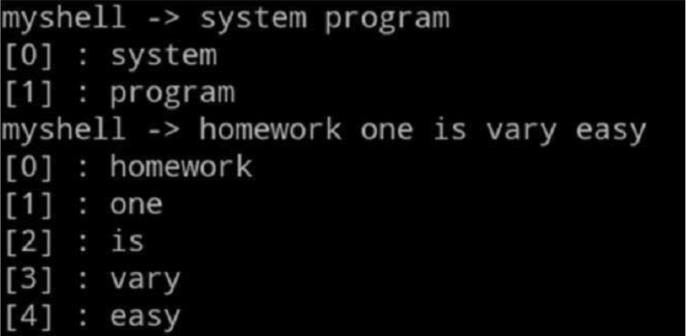 myshell -> system program
[0] : system
[1] : program
myshell -> homework one is vary easy
[0] : homework
[1] : one
[2] : is
[3] : vary
[4] : easy